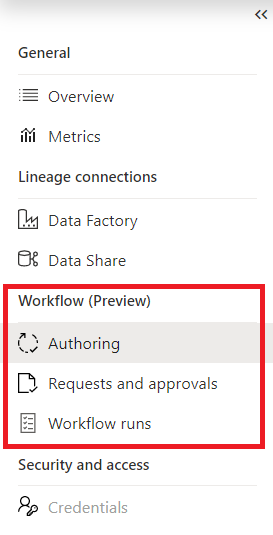 General
Overview
Metrics
Lineage connections
Data Factory
Data Share
Workflow (Preview)
Authoring
Requests and approvals
Workflow runs
Security and access
Credentials